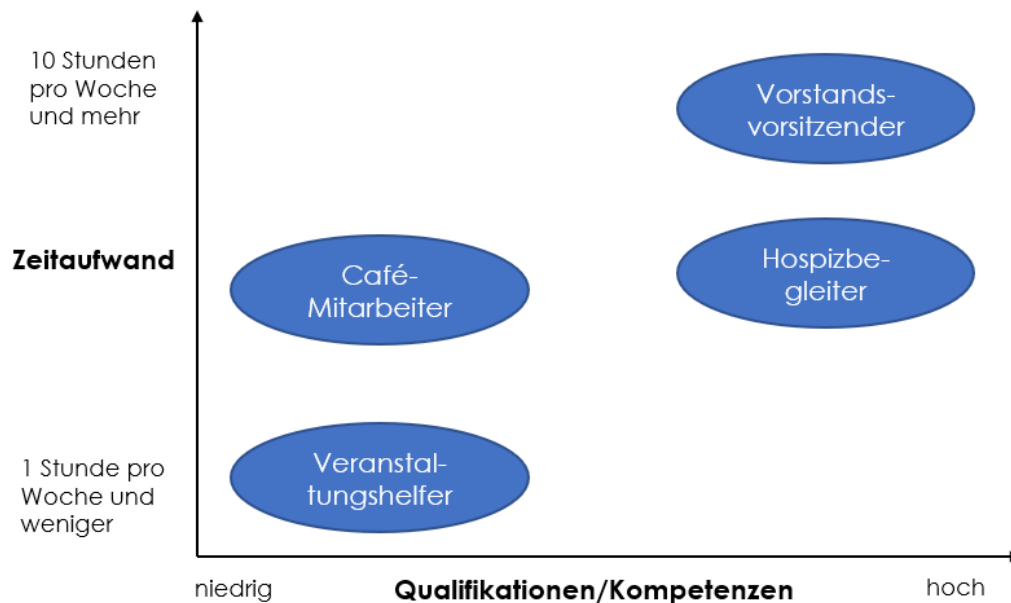 10 Stunden
pro Woche
und mehr
Vorstands-
vorsitzender
Zeitaufwand
Café-
Mitarbeiter
Hospizbe-
gleiter
1 Stunde pro
Woche und
weniger
Veranstal-
tungshelfer
niedrig
Qualifikationen/Kompetenzen
hoch